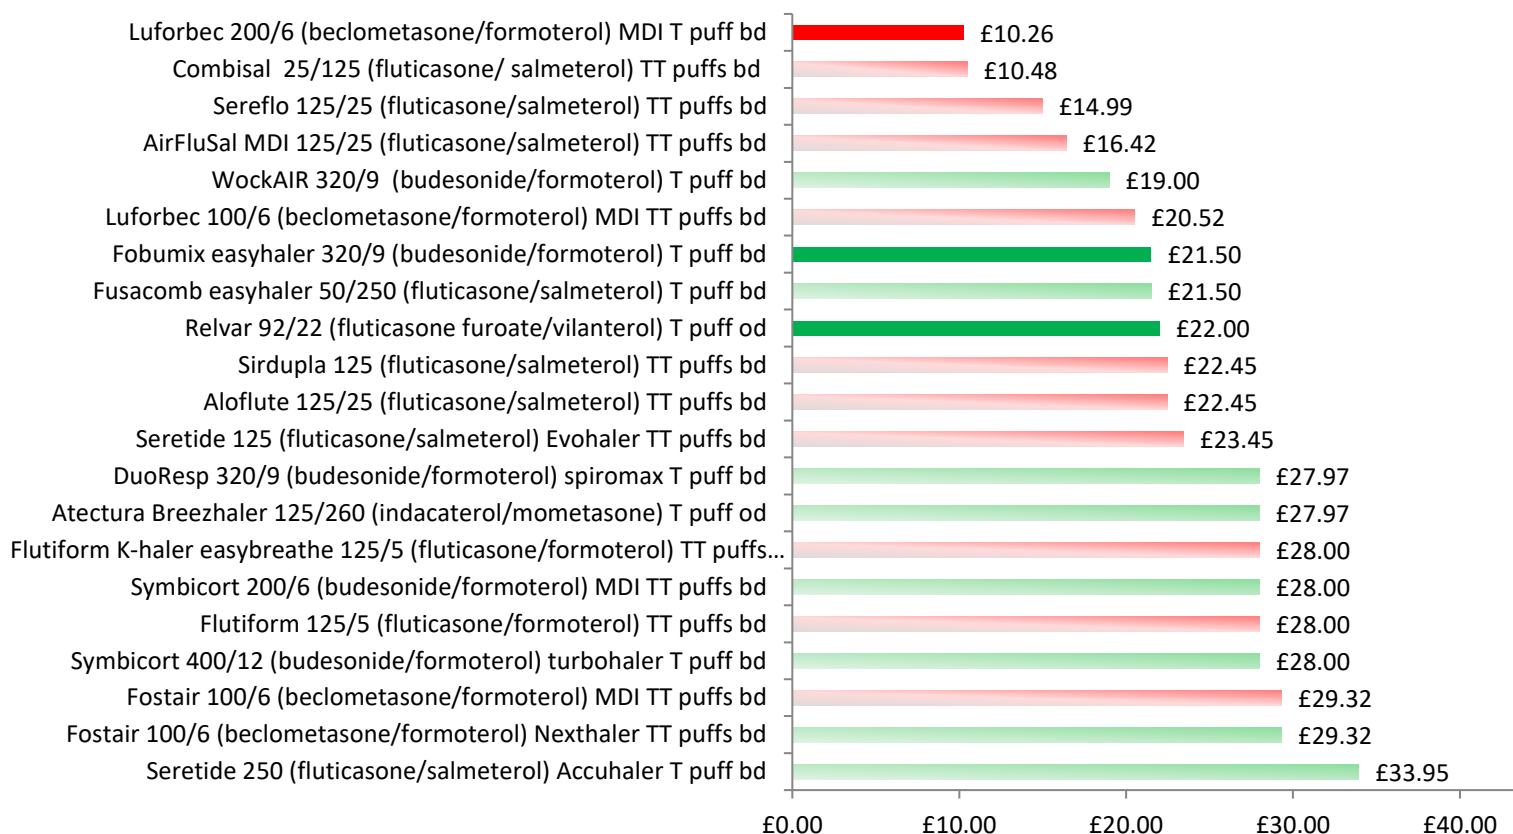 Luforbec 200/6 (beclometasone/formoterol) MDI T puff bd £10.26
Combisal 25/125 (fluticasone/ salmeterol) TT puffs bd £10.48
Sereflo 125/25 (fluticasone/salmeterol) TT puffs bd £14.99
AirFluSal MDI 125/25 (fluticasone/salmeterol) TT puffs bd £16.42
WockAIR 320/9 (budesonide/formoterol) T puff bd £19.00
Luforbec 100/6 (beclometasone/formoterol) MDI TT puffs bd £20.52
Fobumix easyhaler 320/9 (budesonide/formoterol) T puff bd £21.50
Fusacomb easyhaler 50/250 (fluticasone/salmeterol) T puff bd £21.50
Relvar 92/22 (fluticasone furoate/vilanterol) T puff od £22.00
Sirdupla 125 (fluticasone/salmeterol) TT puffs bd £22.45
Aloflute 125/25 (fluticasone/salmeterol) TT puffs bd £22.45
Seretide 125 (fluticasone/salmeterol) Evohaler TT puffs bd £23.45
DuoResp 320/9 (budesonide/formoterol) spiromax T puff bd £27.97
Atectura Breezhaler 125/260 (indacaterol/mometasone) T puff od £27.97
Flutiform K-haler easybreathe 125/5 (fluticasone/formoterol) TT puffs... £28.00
Symbicort 200/6 (budesonide/formoterol) MDI TT puffs bd £28.00
Flutiform 125/5 (fluticasone/formoterol) TT puffs bd £28.00
Symbicort 400/12 (budesonide/formoterol) turbohaler T puff bd £28.00
Fostair 100/6 (beclometasone/formoterol) MDI TT puffs bd £29.32
Fostair 100/6 (beclometasone/formoterol) Nexthaler TT puffs bd £29.32
Seretide 250 (fluticasone/salmeterol) Accuhaler T puff bd £33.95
£0.00 £10.00 £20.00 £30.00 £40.00